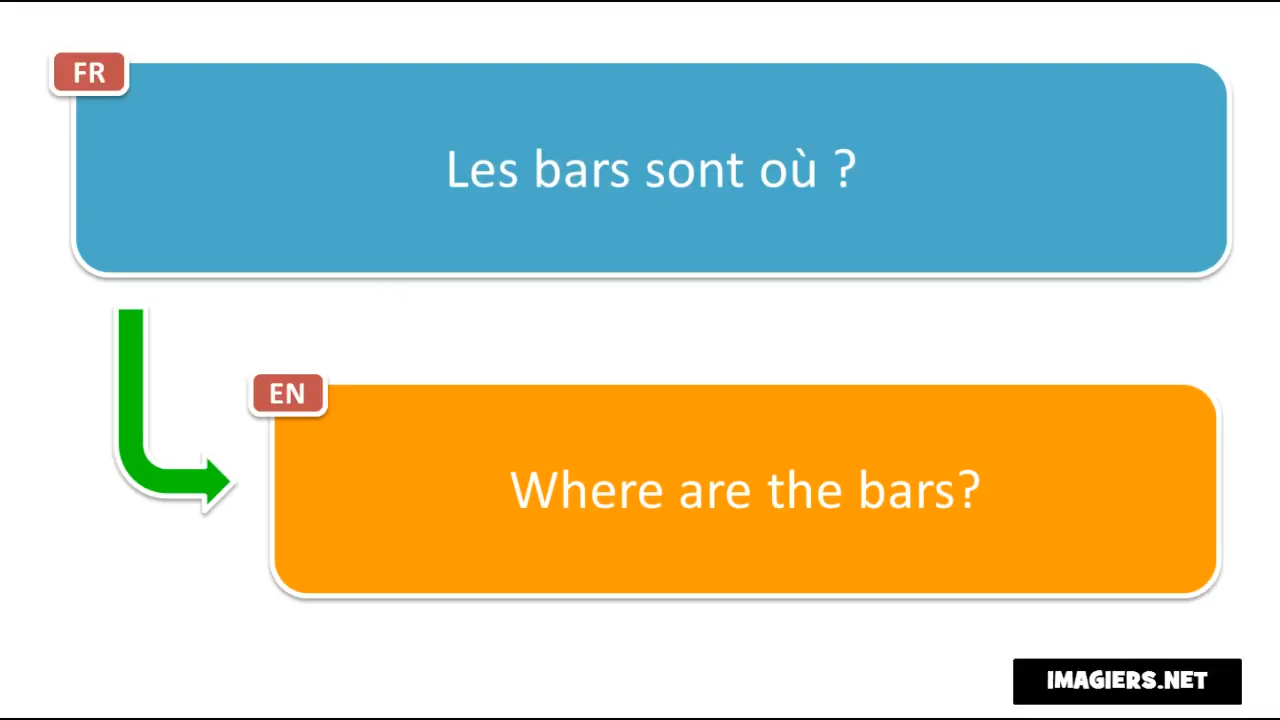 FR
Les bars sont où ?
EN
Where are the bars?
IMAGIERS.NET